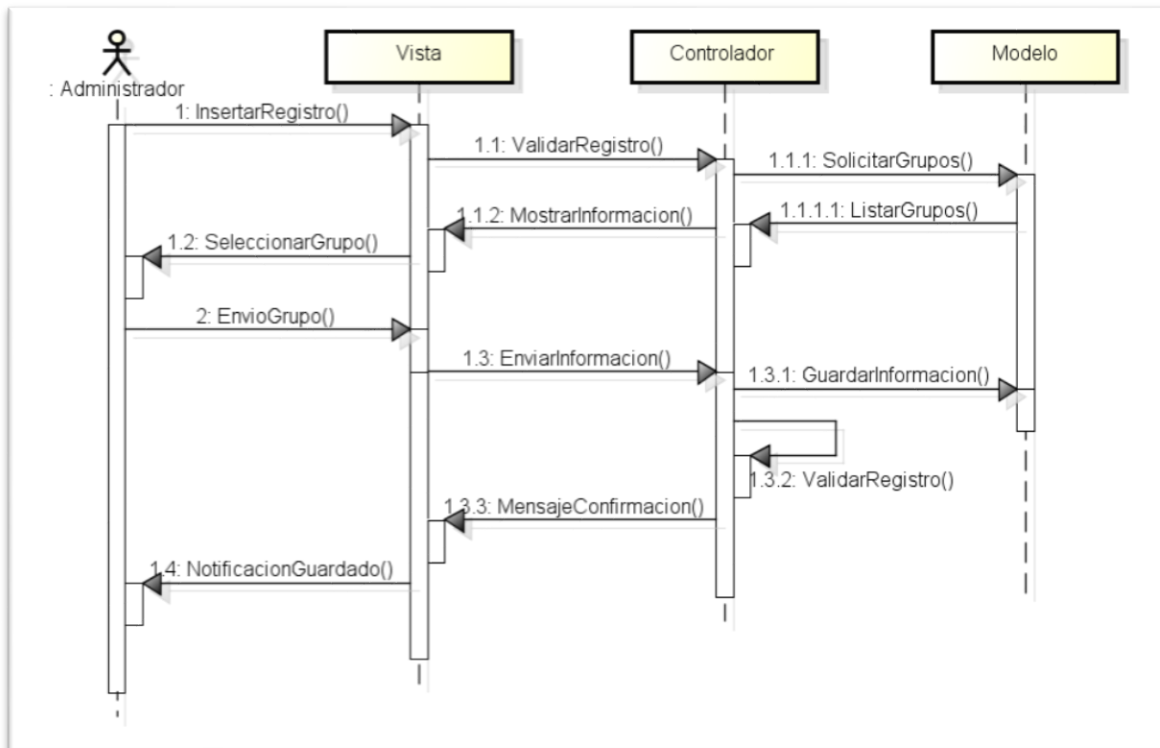 Vista
Controlador
Modelo
: Administrador
1: InsertarRegistro()
1.1: ValidarRegistro()
1.1.1: SolicitarGrupos()
1.1.2: MostrarInformacion()
1.1.1.1: ListarGrupos()
1.2: SeleccionarGrupo()
2: EnvioGrupo()
1.3: EnviarInformacion()
1.3.1: GuardarInformacion()
1.3.2: ValidarRegistro()
1.3.3: MensajeConfirmacion()
1.4: NotificacionGuardado()